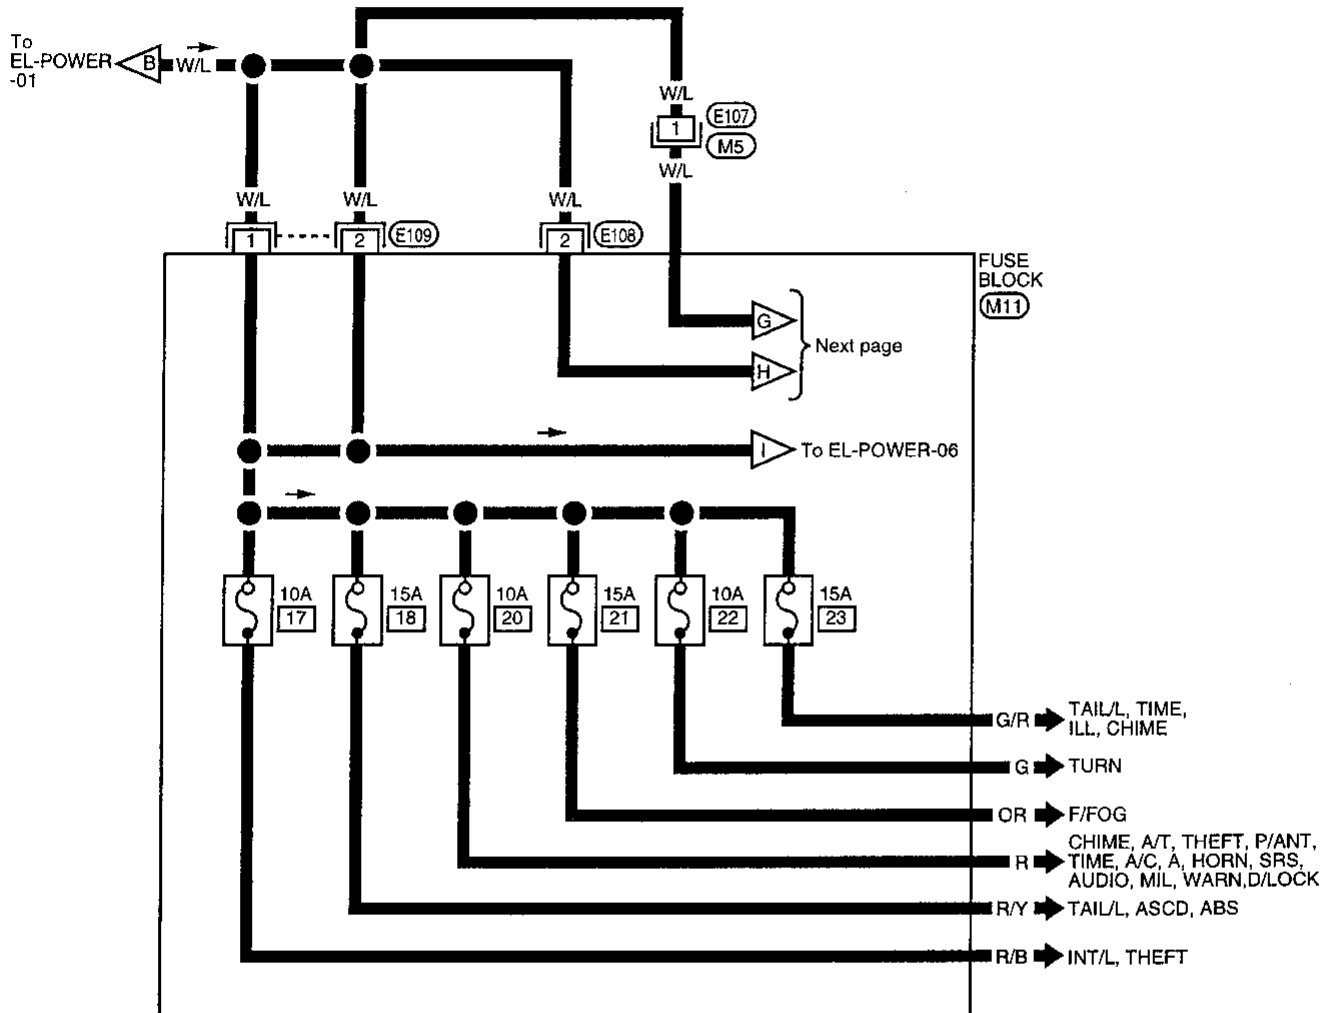 To
EL-POWER
-01
B
W/L
W/L
E107
1
M5
W/L
W/L
W/L
W/L
1
2
E109
2
E108
FUSE
BLOCK
M11
G
Next page
H
I
To EL-POWER-06
10A
17
15A
18
10A
20
15A
21
10A
22
15A
23
G/R
TAIL/L, TIME,
ILL, CHIME
G
TURN
OR
F/FOG
R
CHIME, A/T, THEFT, P/ANT,
TIME, A/C, A, HORN, SRS,
AUDIO, MIL, WARN,D/LOCK
R/Y
TAIL/L, ASCD, ABS
R/B
INT/L, THEFT